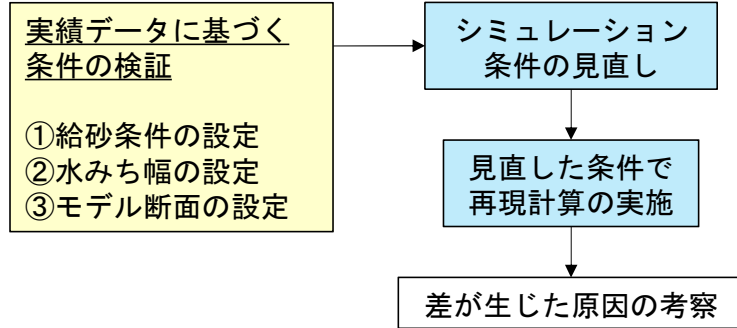 実績データに基づく
条件の検証
①給砂条件の設定
②水みち幅の設定
③モデル断面の設定
シミュレーション
条件の見直し
見直した条件で
再現計算の実施
差が生じた原因の考察